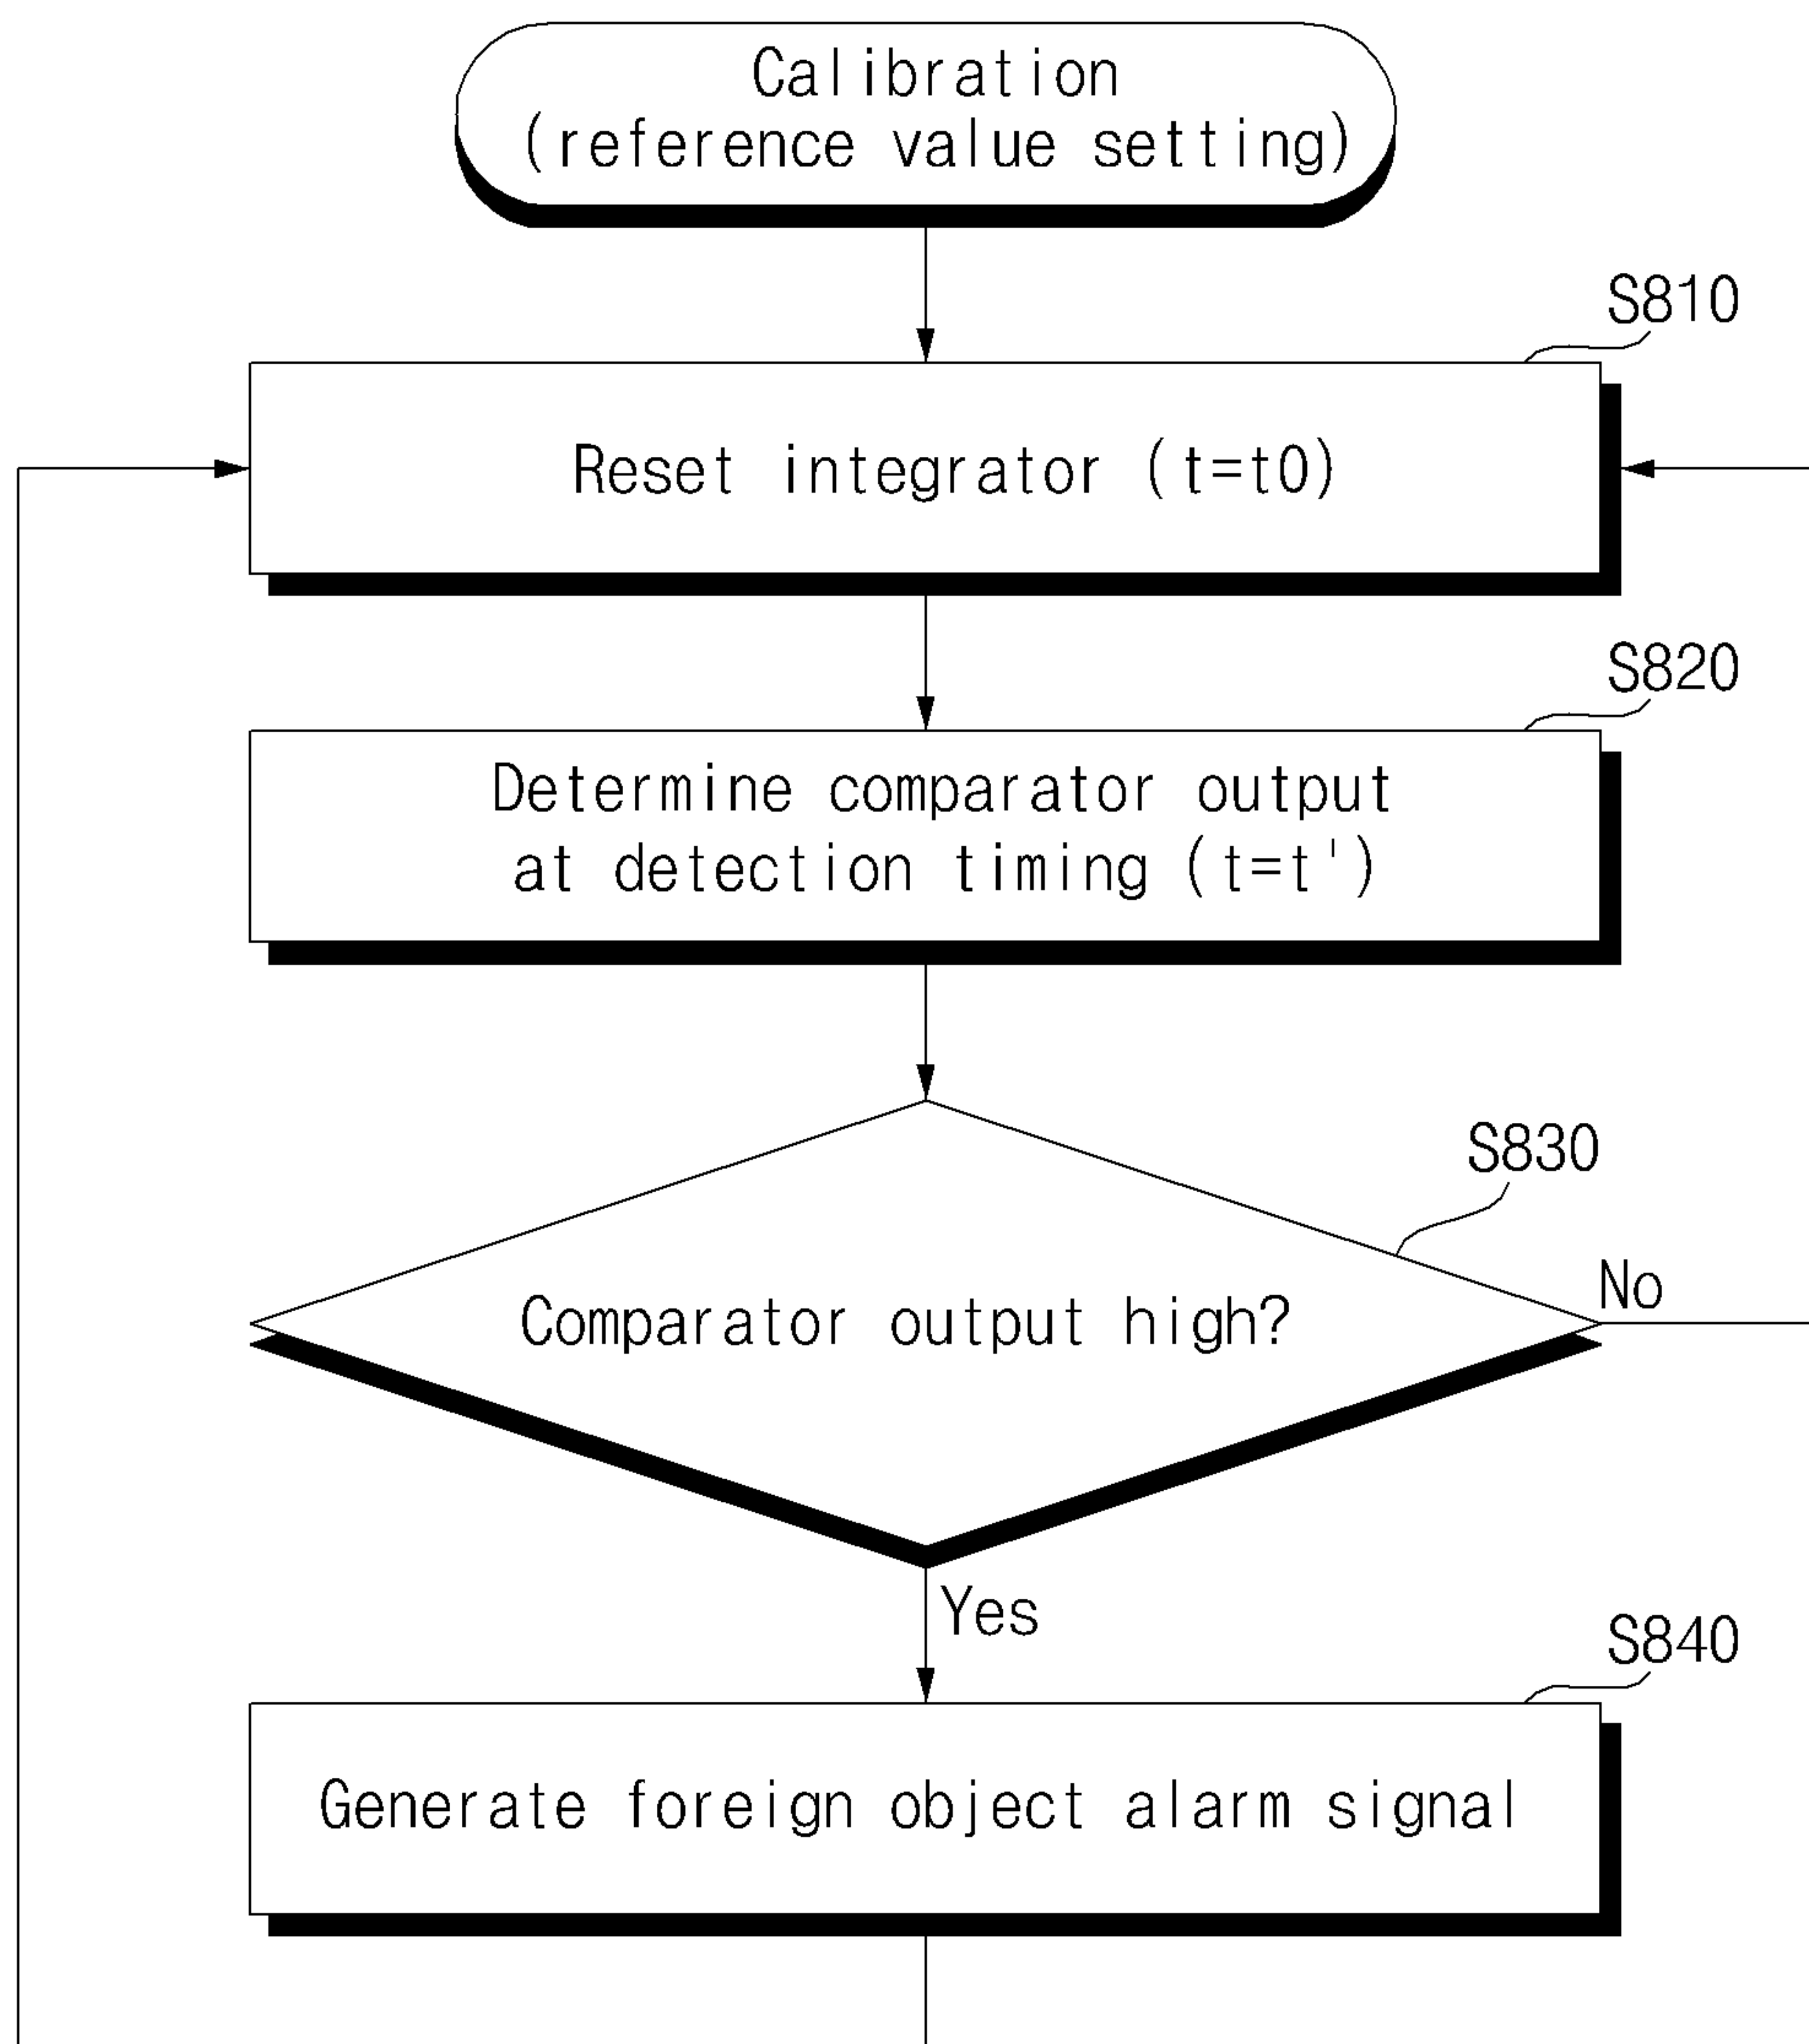 Calibration
(reference value setting)
S810
Reset integrator (t=t0)
S820
Determine comparator output
at detection timing (t=t')
S830
Comparator output high?
No
Yes
S840
Generate foreign object alarm signal